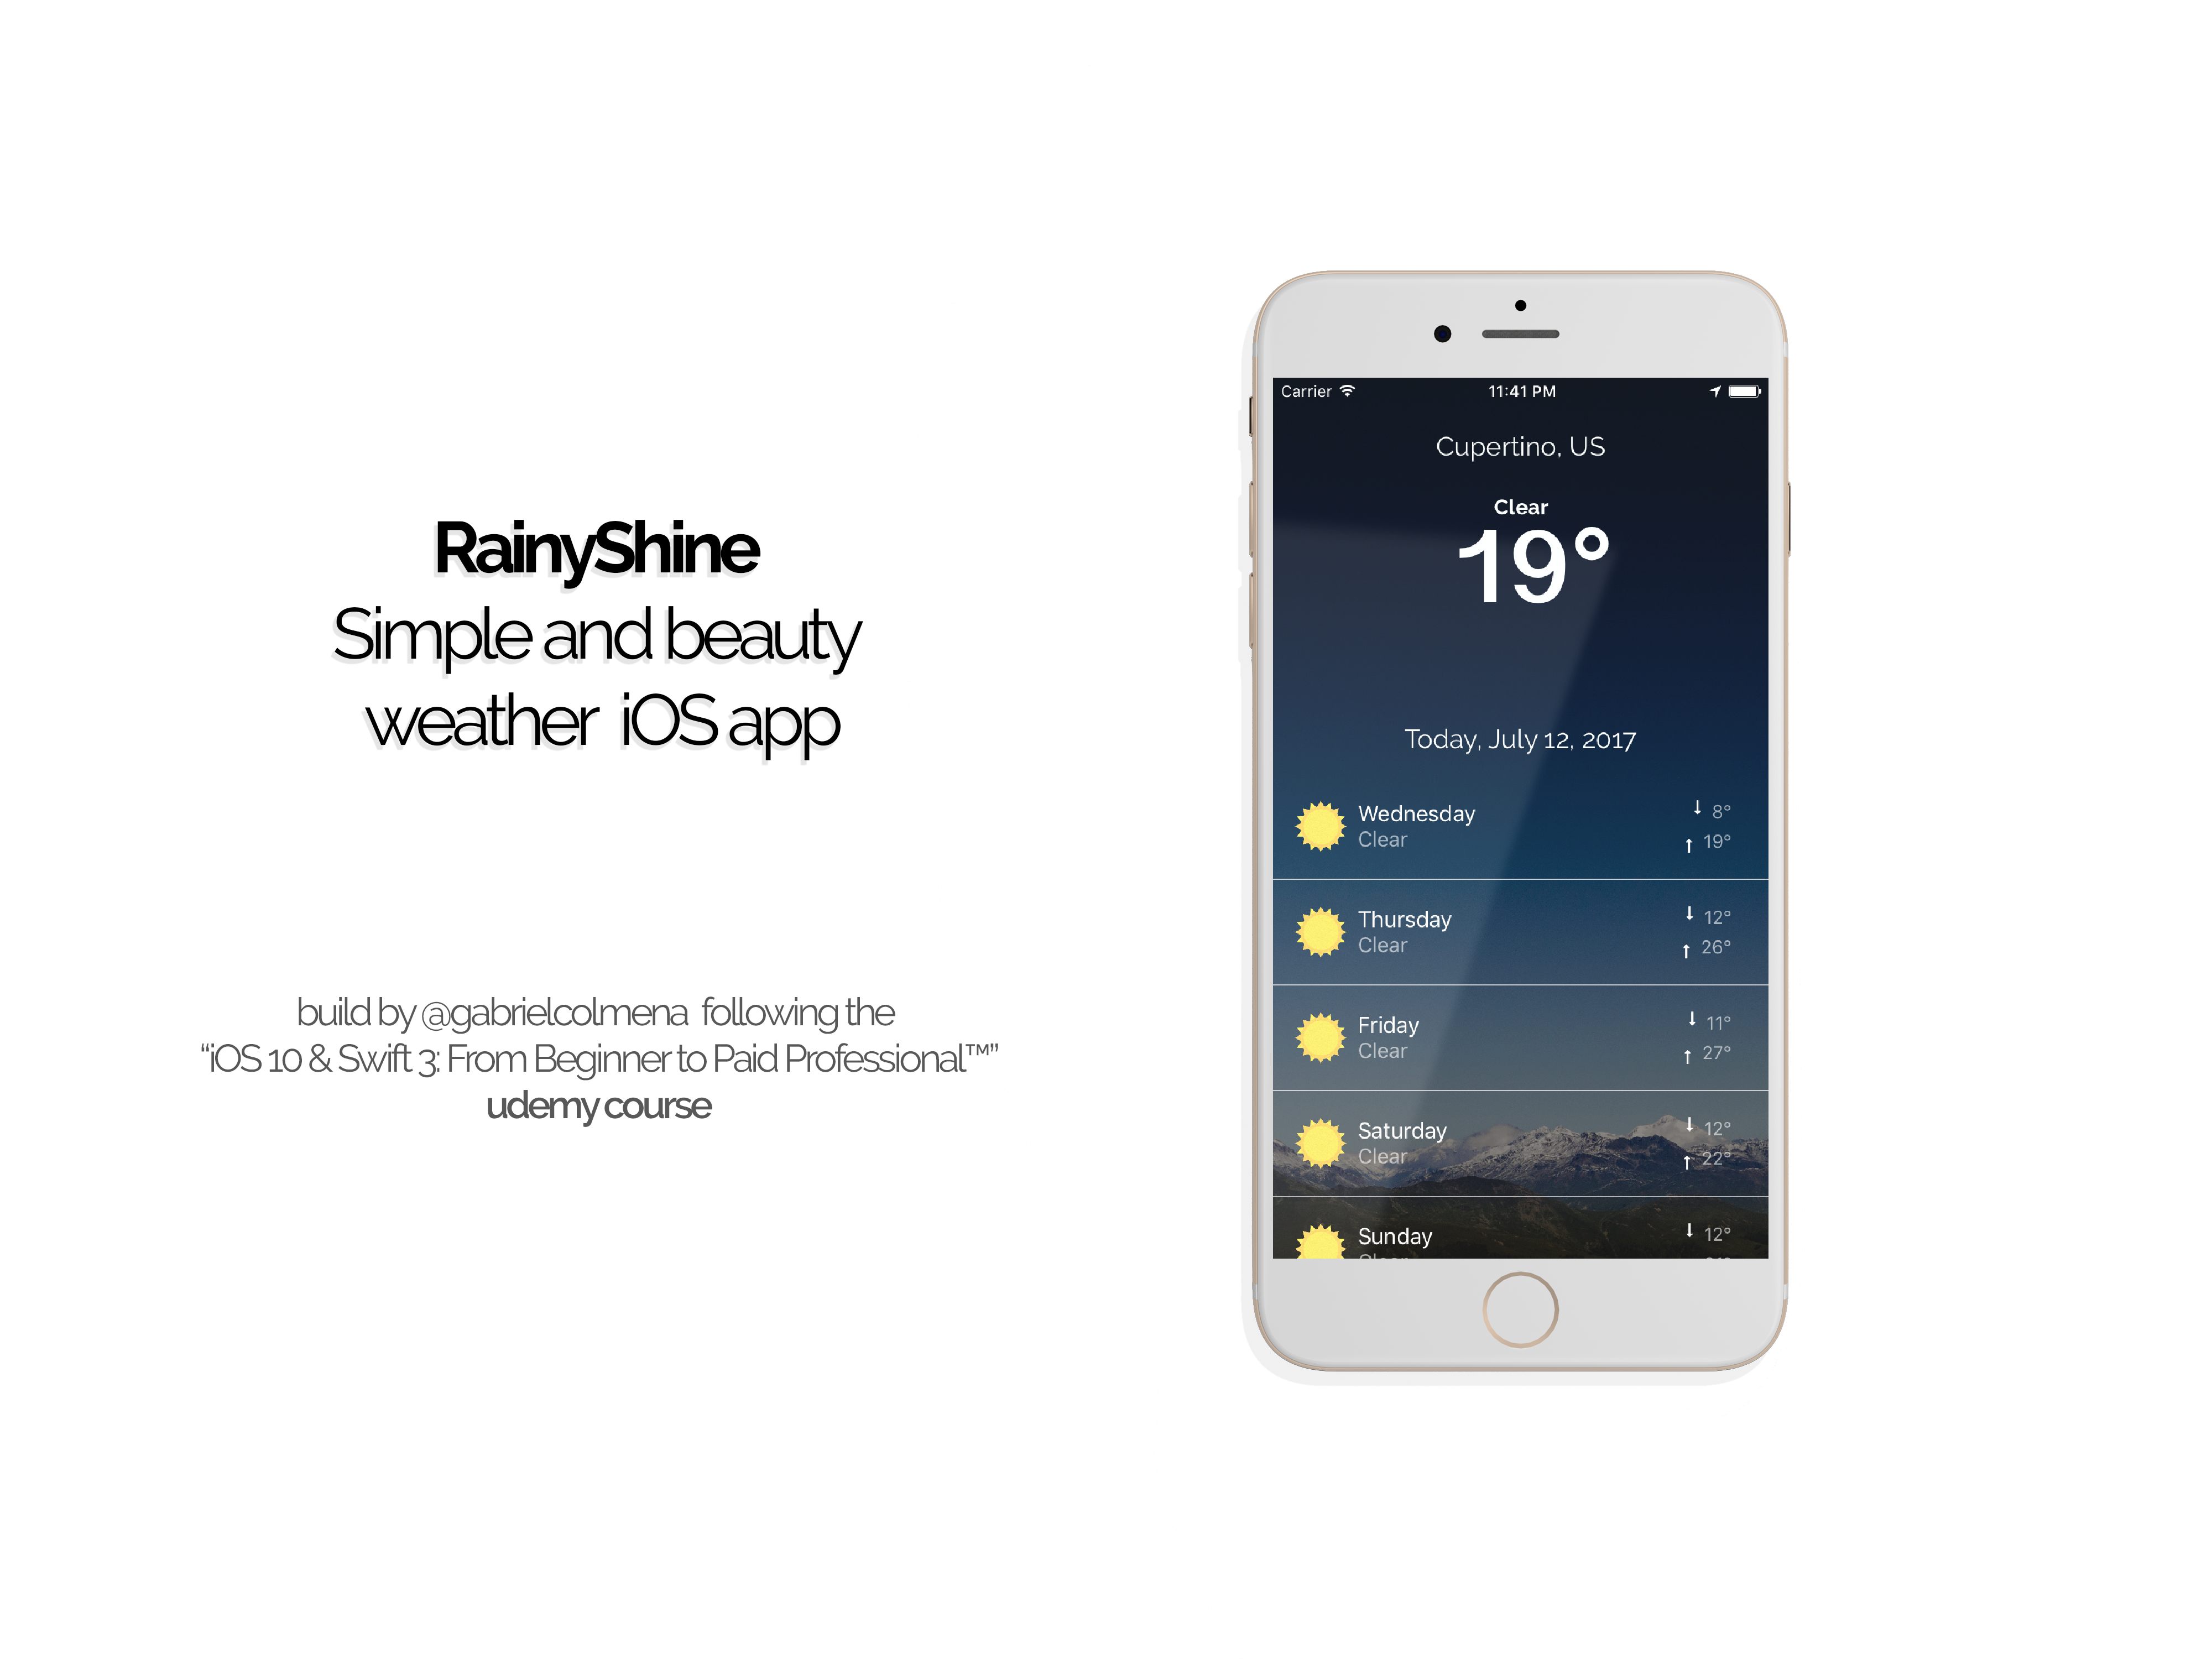 RainyShine
Simple and beauty
weather iOS app
build by @gabrielcolmena following the
“iOS 10 & Swift 3: From Beginner to Paid Professional™”
udemy course
Carrier
11:41 PM
Cupertino, US
Clear
19°
Today, July 12, 2017
Wednesday
Clear
8°
19°
Thursday
Clear
12°
26°
Friday
Clear
11°
27°
Saturday
Clear
12°
22°
Sunday
12°